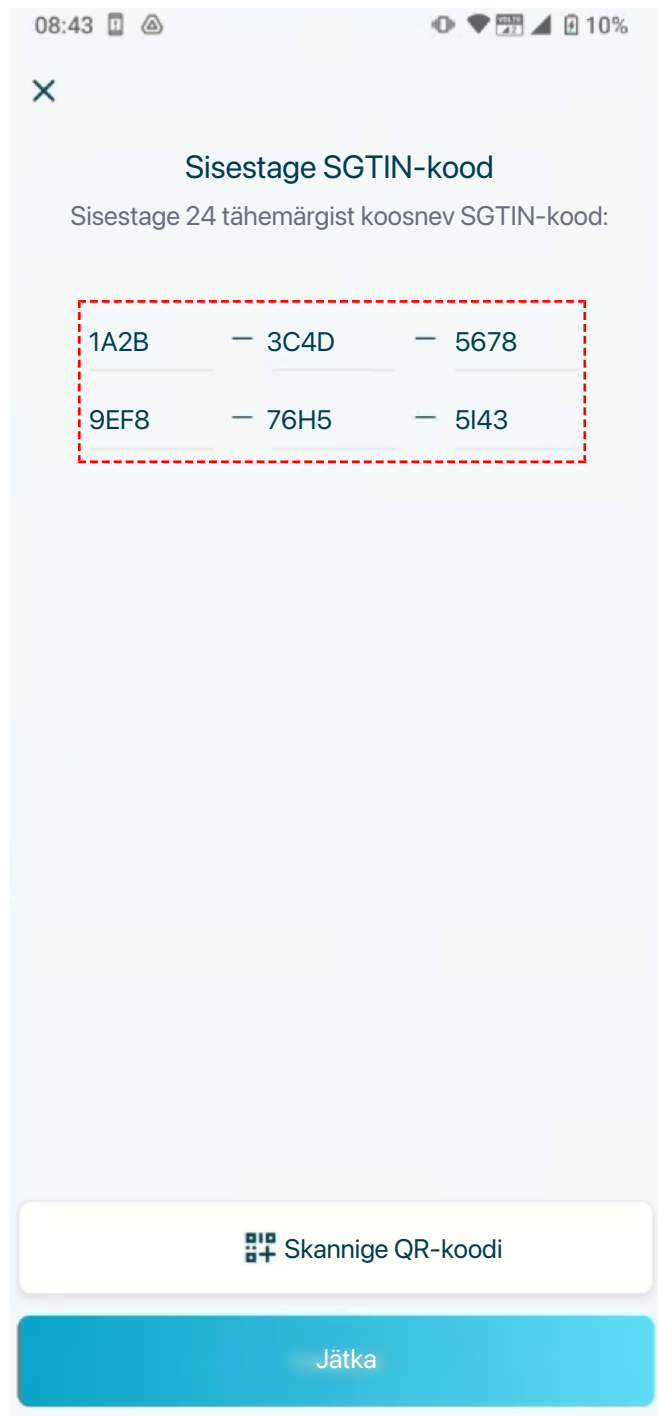 08:43 10%
Sisestage SGTIN-kood
Sisestage 24 tähemärgist koosnev SGTIN-kood:
1A2B – 3C4D – 5678
9EF8 – 76H5 – 5I43
Skannige QR-koodi
Jätka